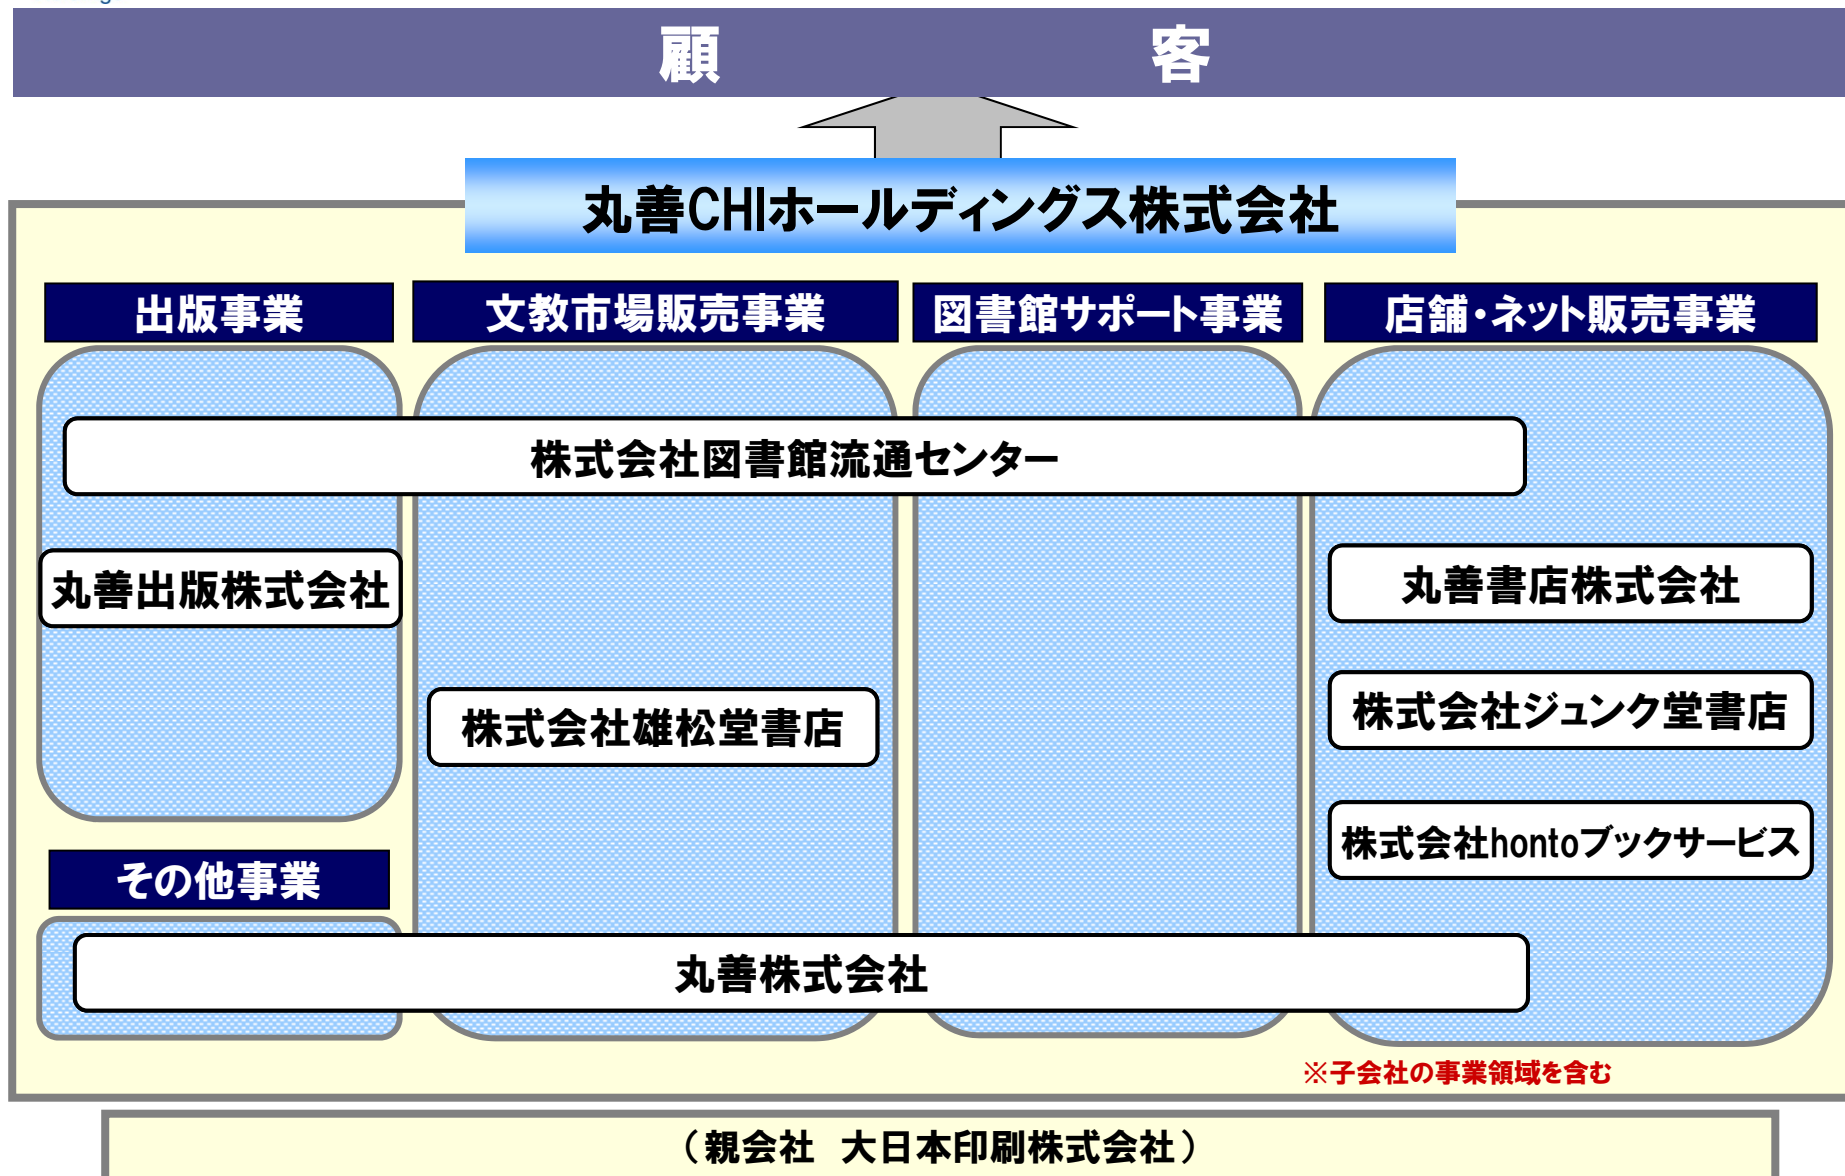 顧客
丸善CHIホールディングス株式会社
出版事業
文教市場販売事業
図書館サポート事業
店舗・ネット販売事業
株式会社図書館流通センター
丸善出版株式会社
丸善書店株式会社
株式会社雄松堂書店
株式会社ジュンク堂書店
株式会社hontoブックサービス
その他事業
丸善株式会社
※子会社の事業領域を含む
（親会社　大日本印刷株式会社）